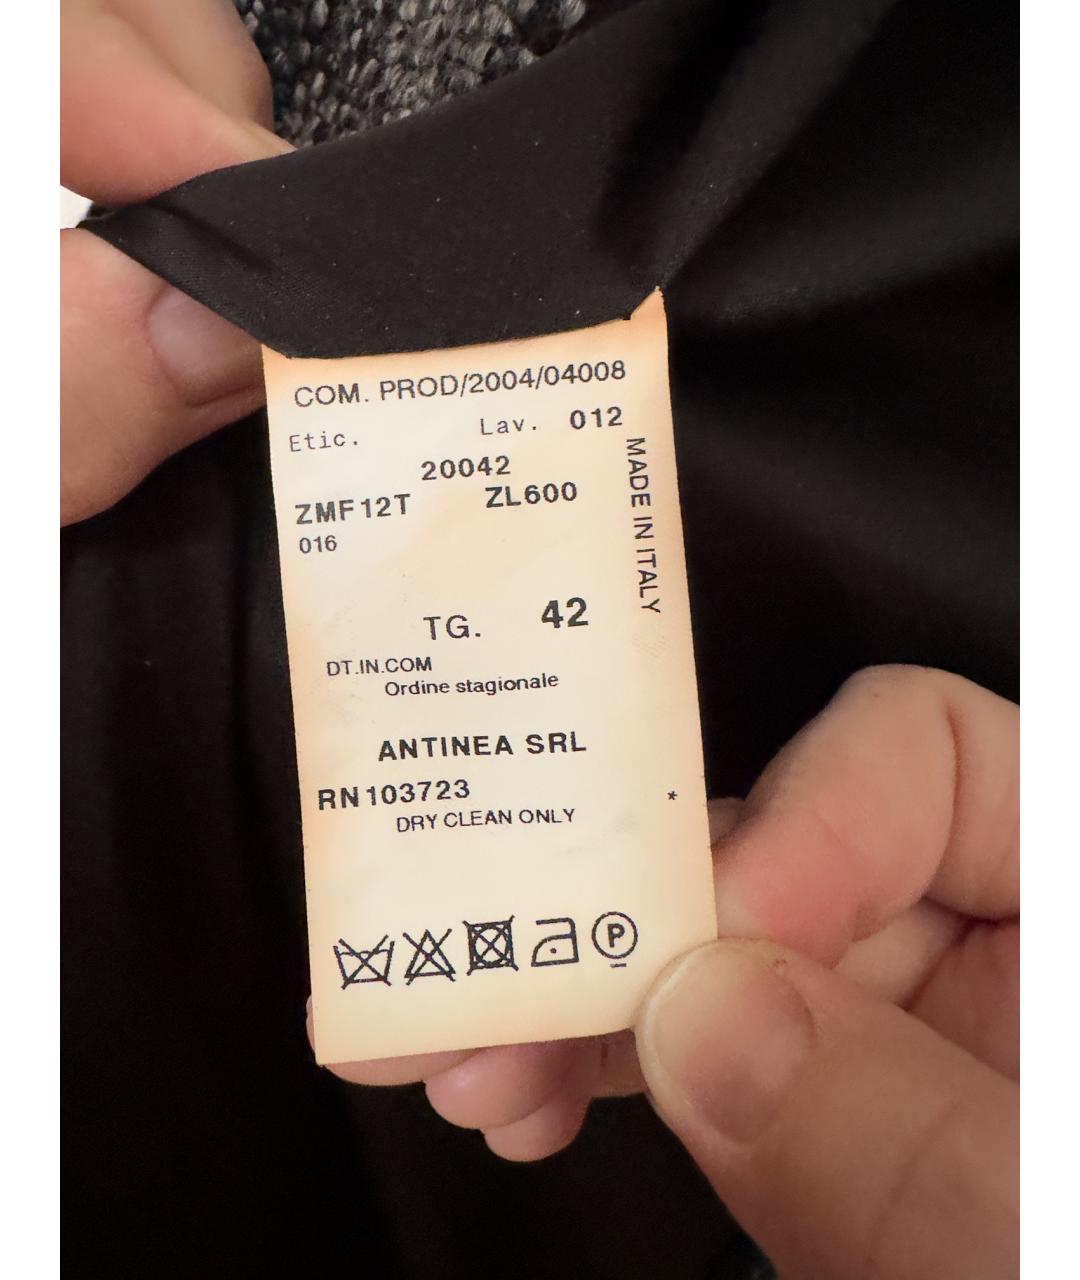 COM. PROD/2004/04008
Etic. Lav. 012
20042
ZMF12T ZL600
016
MADE IN ITALY
TG. 42
DT.IN.COM
Ordine stagionale
ANTINEA SRL
RN103723
*
DRY CLEAN ONLY
P